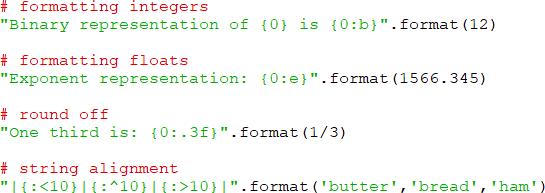 # formatting integers
"Binary representation of {0} is {0:b}".format(12)
# formatting floats
"Exponent representation: {0:e}".format(1566.345)
# round off
"One third is: {0:.3f}".format(1/3)
# string alignment
"|{:<10}|{:^10}|{:>10}|".format('butter','bread','ham')